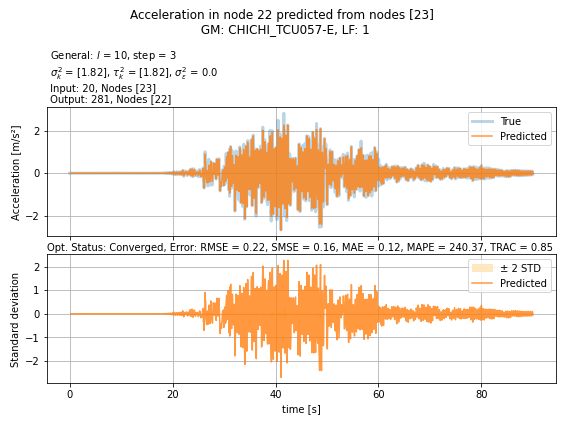 Acceleration in node 22 predicted from nodes [23]
GM: CHICHI_TCU057-E, LF: 1
General: l = 10, step = 3
σ²ₖ = [1.82], τ²ₖ = [1.82], σ²ε = 0.0
Input: 20, Nodes [23]
Output: 281, Nodes [22]
Acceleration [m/s²]
2
0
−2
True
Predicted
Opt. Status: Converged, Error: RMSE = 0.22, SMSE = 0.16, MAE = 0.12, MAPE = 240.37, TRAC = 0.85
Standard deviation
2
1
0
−1
−2
± 2 STD
Predicted
0 20 40 60 80
time [s]